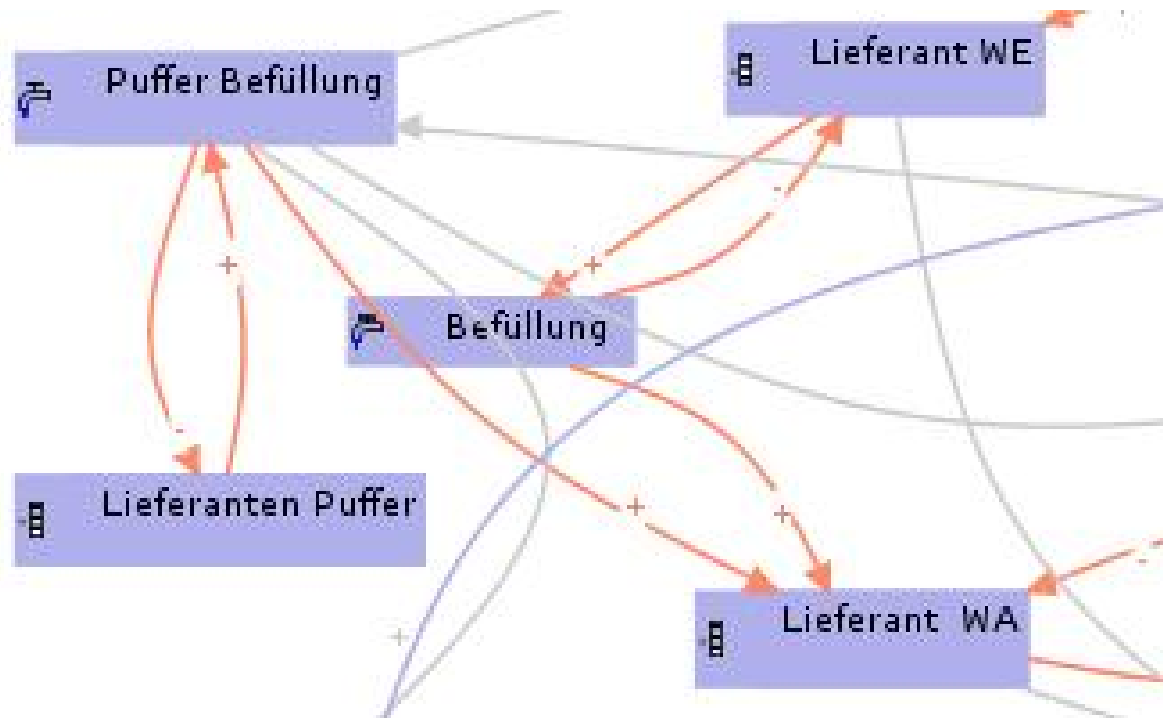 Puffer Befüllung
Lieferant WE
+
-
+
Befüllung
-
Lieferanten Puffer
+
+
-
Lieferant WA
+